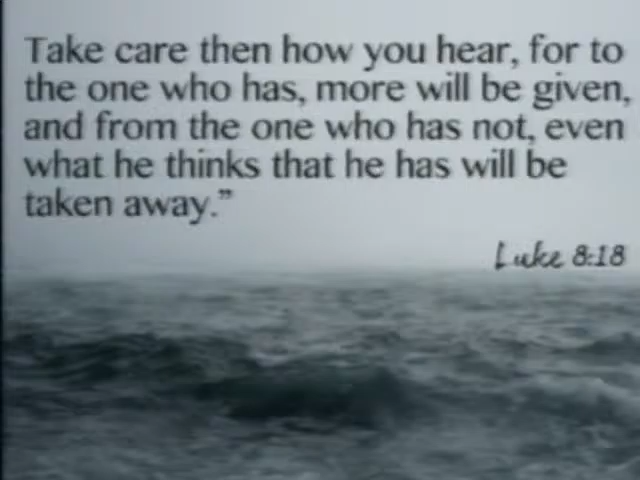 Take care then how you hear, for to
the one who has, more will be given,
and from the one who has not, even
what he thinks that he has will be
taken away.”
Luke 8:18